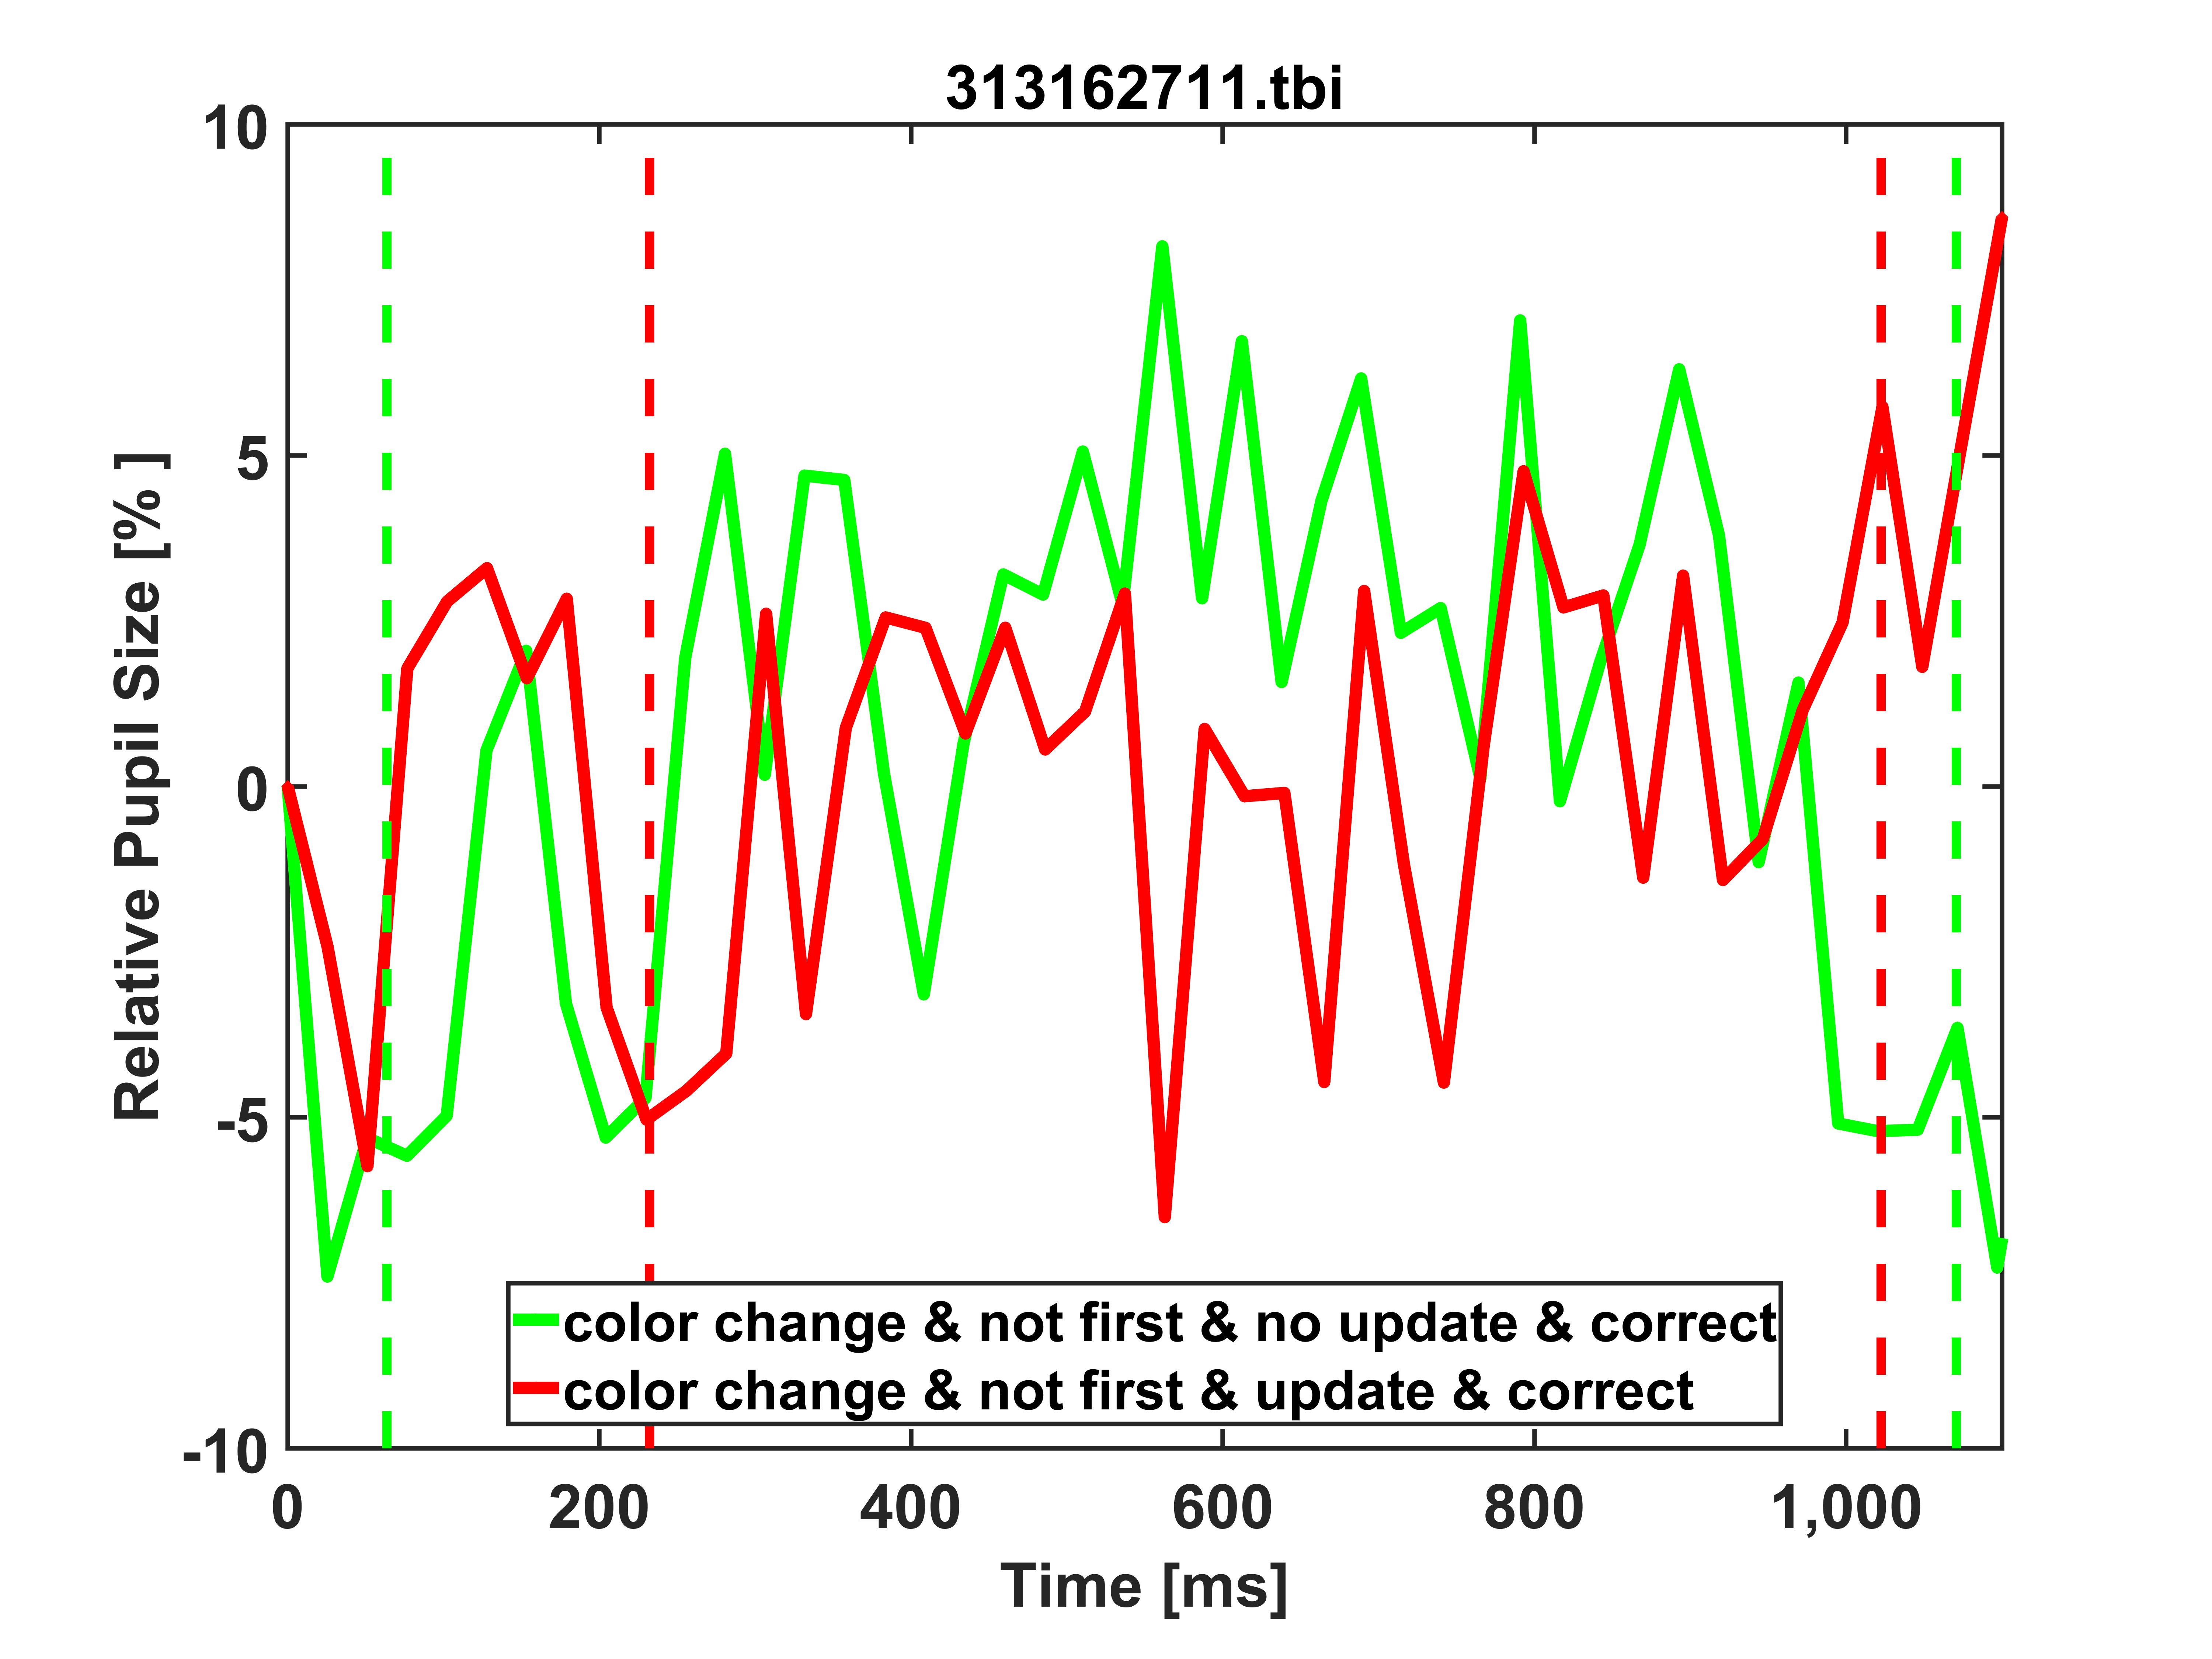 313162711.tbi
10
5
0
-5
-10
Relative Pupil Size [% ]
color change & not first & no update & correct
color change & not first & update & correct
0 200 400 600 800 1,000
Time [ms]